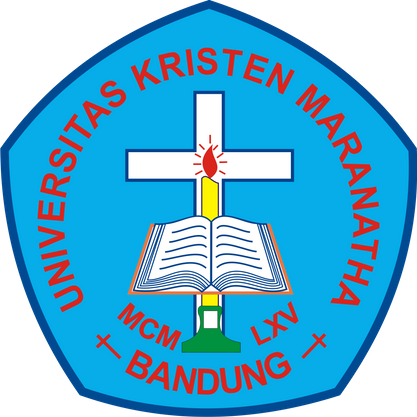 UNIVERSITAS KRISTEN MARANATHA
MCM LXV
BANDUNG